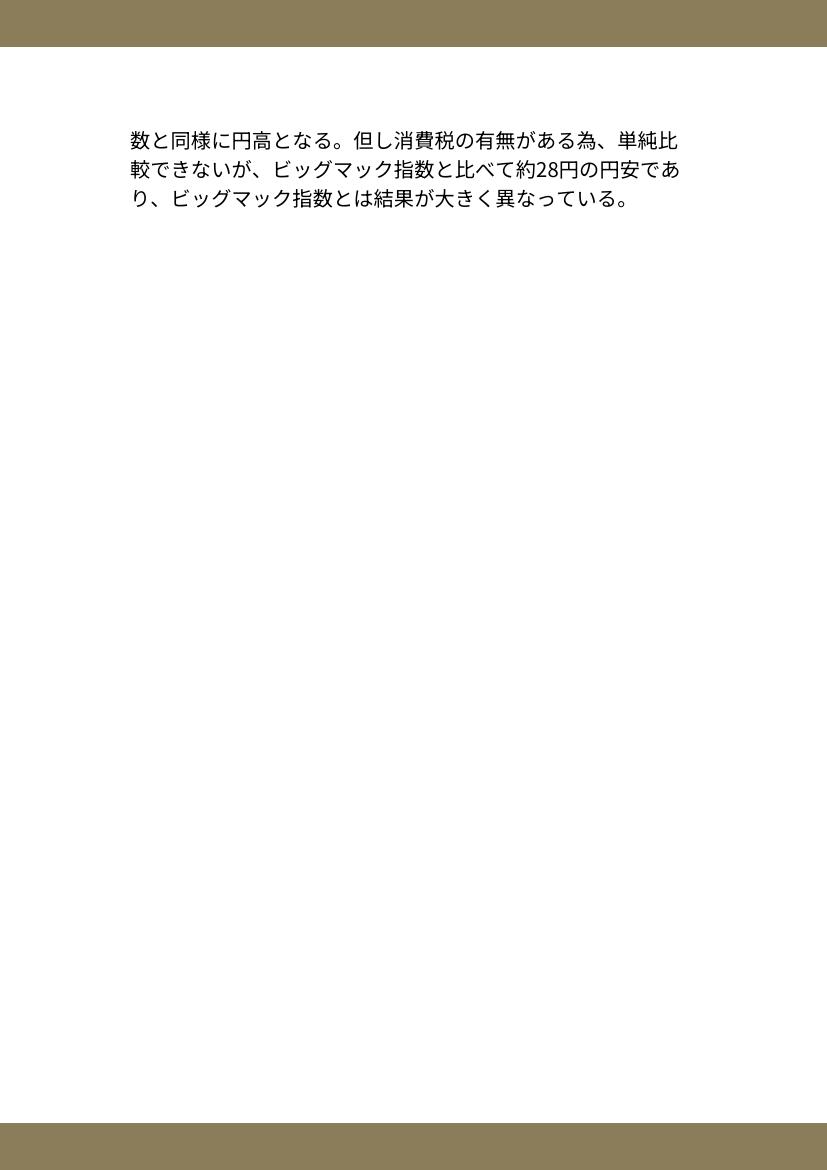 数と同様に円高となる。但し消費税の有無がある為、単純比
較できないが、ビッグマック指数と比べて約28円の円安であ
り、ビッグマック指数とは結果が大きく異なっている。